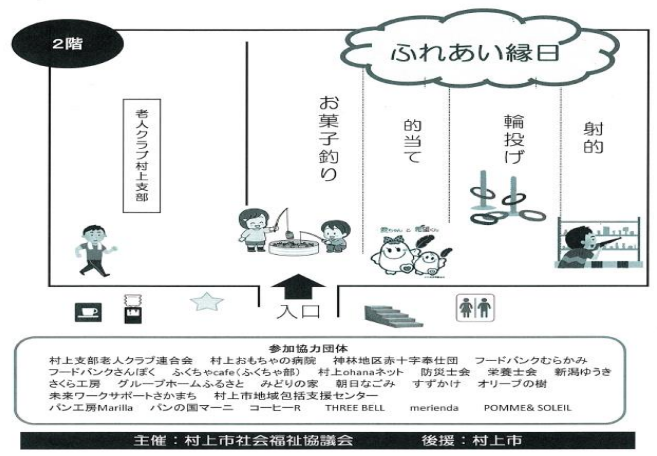 2階
ふれあい縁日
老人クラブ村上支部
お菓子釣り
的当て
輪投げ
射的
入口
参加協力団体
村上支部老人クラブ連合会 村上おもちゃの病院 神林地区赤十字奉仕団 フードバンクむらかみ
フードバンクさんぽく ふくちゃcafe(ふくちゃ部) 村上ohanaネット 防災士会 栄養士会 新潟ゆうき
さくら工房 グループホームふるさと みどりの家 朝日なごみ すずかけ オリーブの樹
未来ワークサポートさかまち 村上市地域包括支援センター
パン工房Marilla パンの国マーニ コーヒーR THREE BELL merienda POMME& SOLEIL
主催：村上市社会福祉協議会 後援：村上市